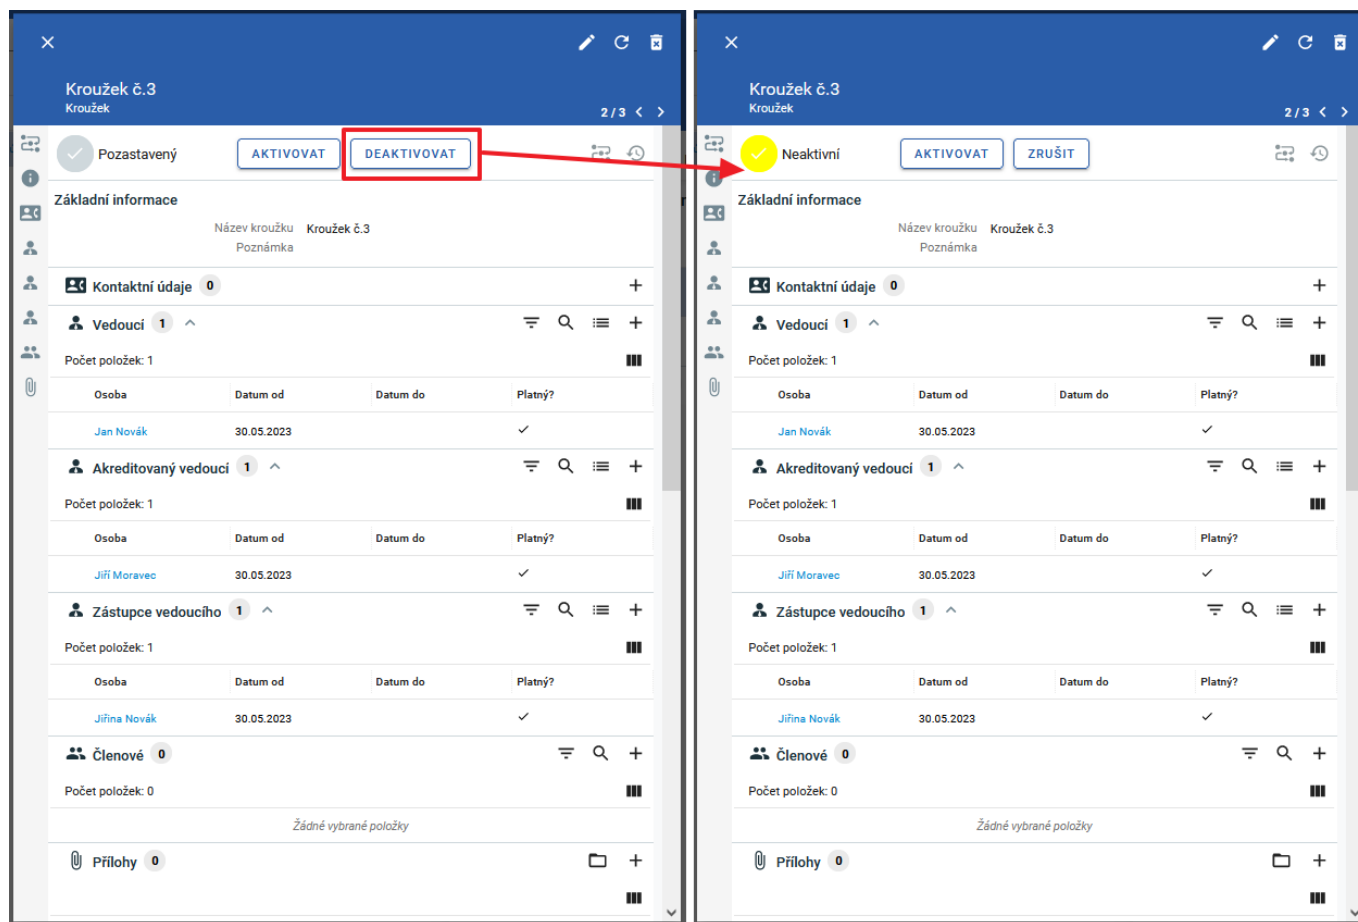 Kroužek č.3
Kroužek
2/3
Pozastavený AKTIVOVAT DEAKTIVOVAT
Základní informace
Název kroužku Kroužek č.3
Poznámka
Kontaktní údaje 0
Vedoucí 1
Počet položek: 1
Osoba Datum od Datum do Platný?
Jan Novák 30.05.2023
Akreditovaný vedoucí 1
Počet položek: 1
Osoba Datum od Datum do Platný?
Jiří Moravec 30.05.2023
Zástupce vedoucího 1
Počet položek: 1
Osoba Datum od Datum do Platný?
Jiřina Novák 30.05.2023
Členové 0
Počet položek: 0
Žádné vybrané položky
Přílohy 0
Kroužek č.3
Kroužek
2/3
Neaktivní AKTIVOVAT ZRUŠIT
Základní informace
Název kroužku Kroužek č.3
Poznámka
Kontaktní údaje 0
Vedoucí 1
Počet položek: 1
Osoba Datum od Datum do Platný?
Jan Novák 30.05.2023
Akreditovaný vedoucí 1
Počet položek: 1
Osoba Datum od Datum do Platný?
Jiří Moravec 30.05.2023
Zástupce vedoucího 1
Počet položek: 1
Osoba Datum od Datum do Platný?
Jiřina Novák 30.05.2023
Členové 0
Počet položek: 0
Žádné vybrané položky
Přílohy 0